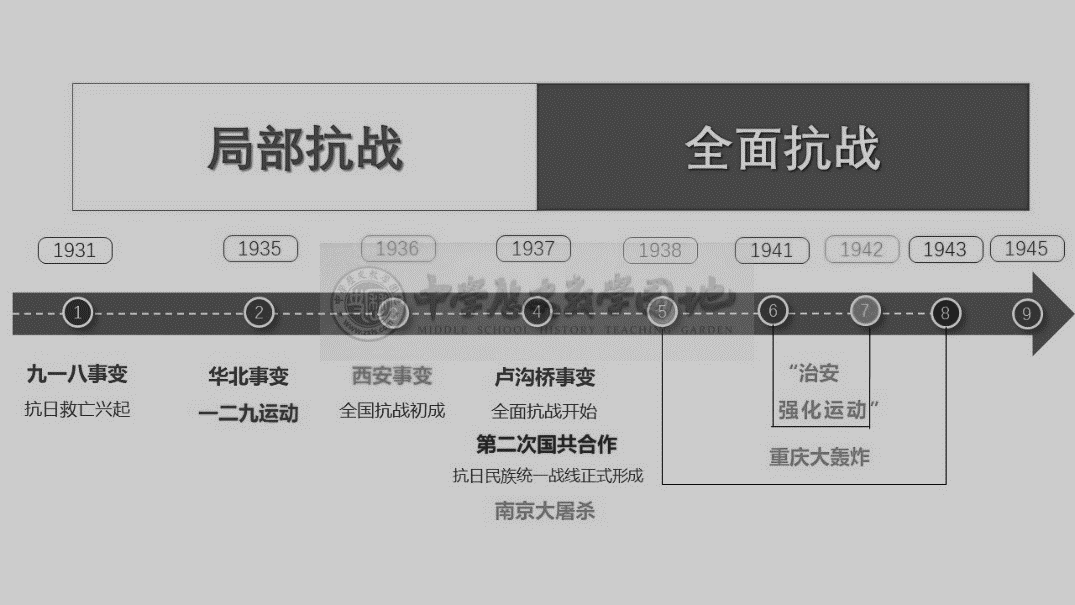 局部抗战
全面抗战
1931
1935
1936
1937
1938
1941
1942
1943
1945
1
2
4
5
6
7
8
9
中学历史教学园地
MIDDLE SCHOOL HISTORY TEACHING GARDEN
九一八事变
抗日救亡兴起
华北事变
一二九运动
西安事变
全国抗战初成
卢沟桥事变
全面抗战开始
第二次国共合作
抗日民族统一战线正式形成
南京大屠杀
“治安
强化运动”
重庆大轰炸